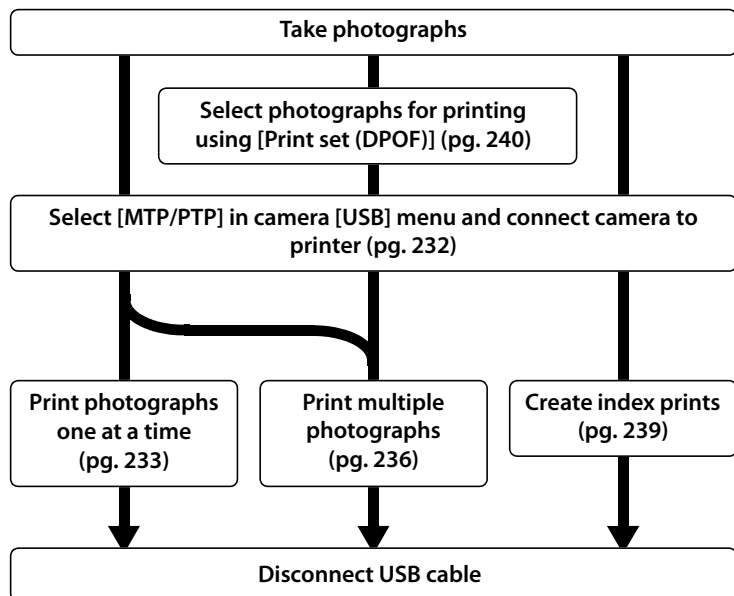 Take photographs
Select photographs for printing
using [Print set (DPOF)] (pg. 240)
Select [MTP/PTP] in camera [USB] menu and connect camera to
printer (pg. 232)
Print photographs
one at a time
(pg. 233)
Print multiple
photographs
(pg. 236)
Create index prints
(pg. 239)
Disconnect USB cable